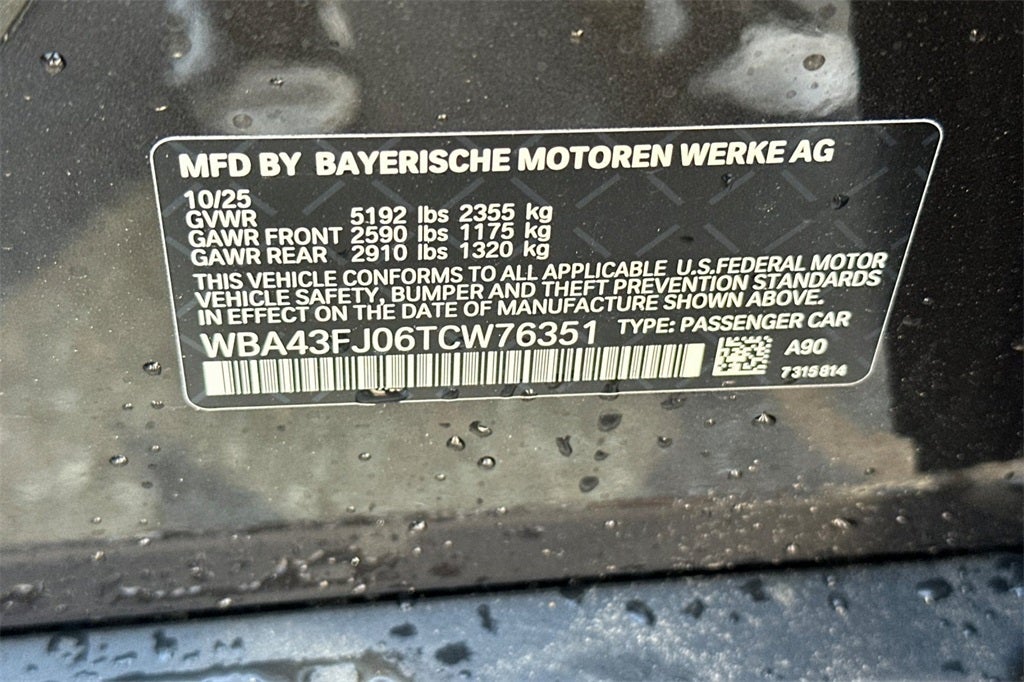 MFD BY BAYERISCHE MOTOREN WERKE AG
10/25
GVWR 5192 lbs 2355 kg
GAWR FRONT 2590 lbs 1175 kg
GAWR REAR 2910 lbs 1320 kg
THIS VEHICLE CONFORMS TO ALL APPLICABLE U.S.FEDERAL MOTOR
VEHICLE SAFETY, BUMPER AND THEFT PREVENTION STANDARDS
IN EFFECT ON THE DATE OF MANUFACTURE SHOWN ABOVE.
WBA43FJ06TCW76351 TYPE: PASSENGER CAR
A90
7315814